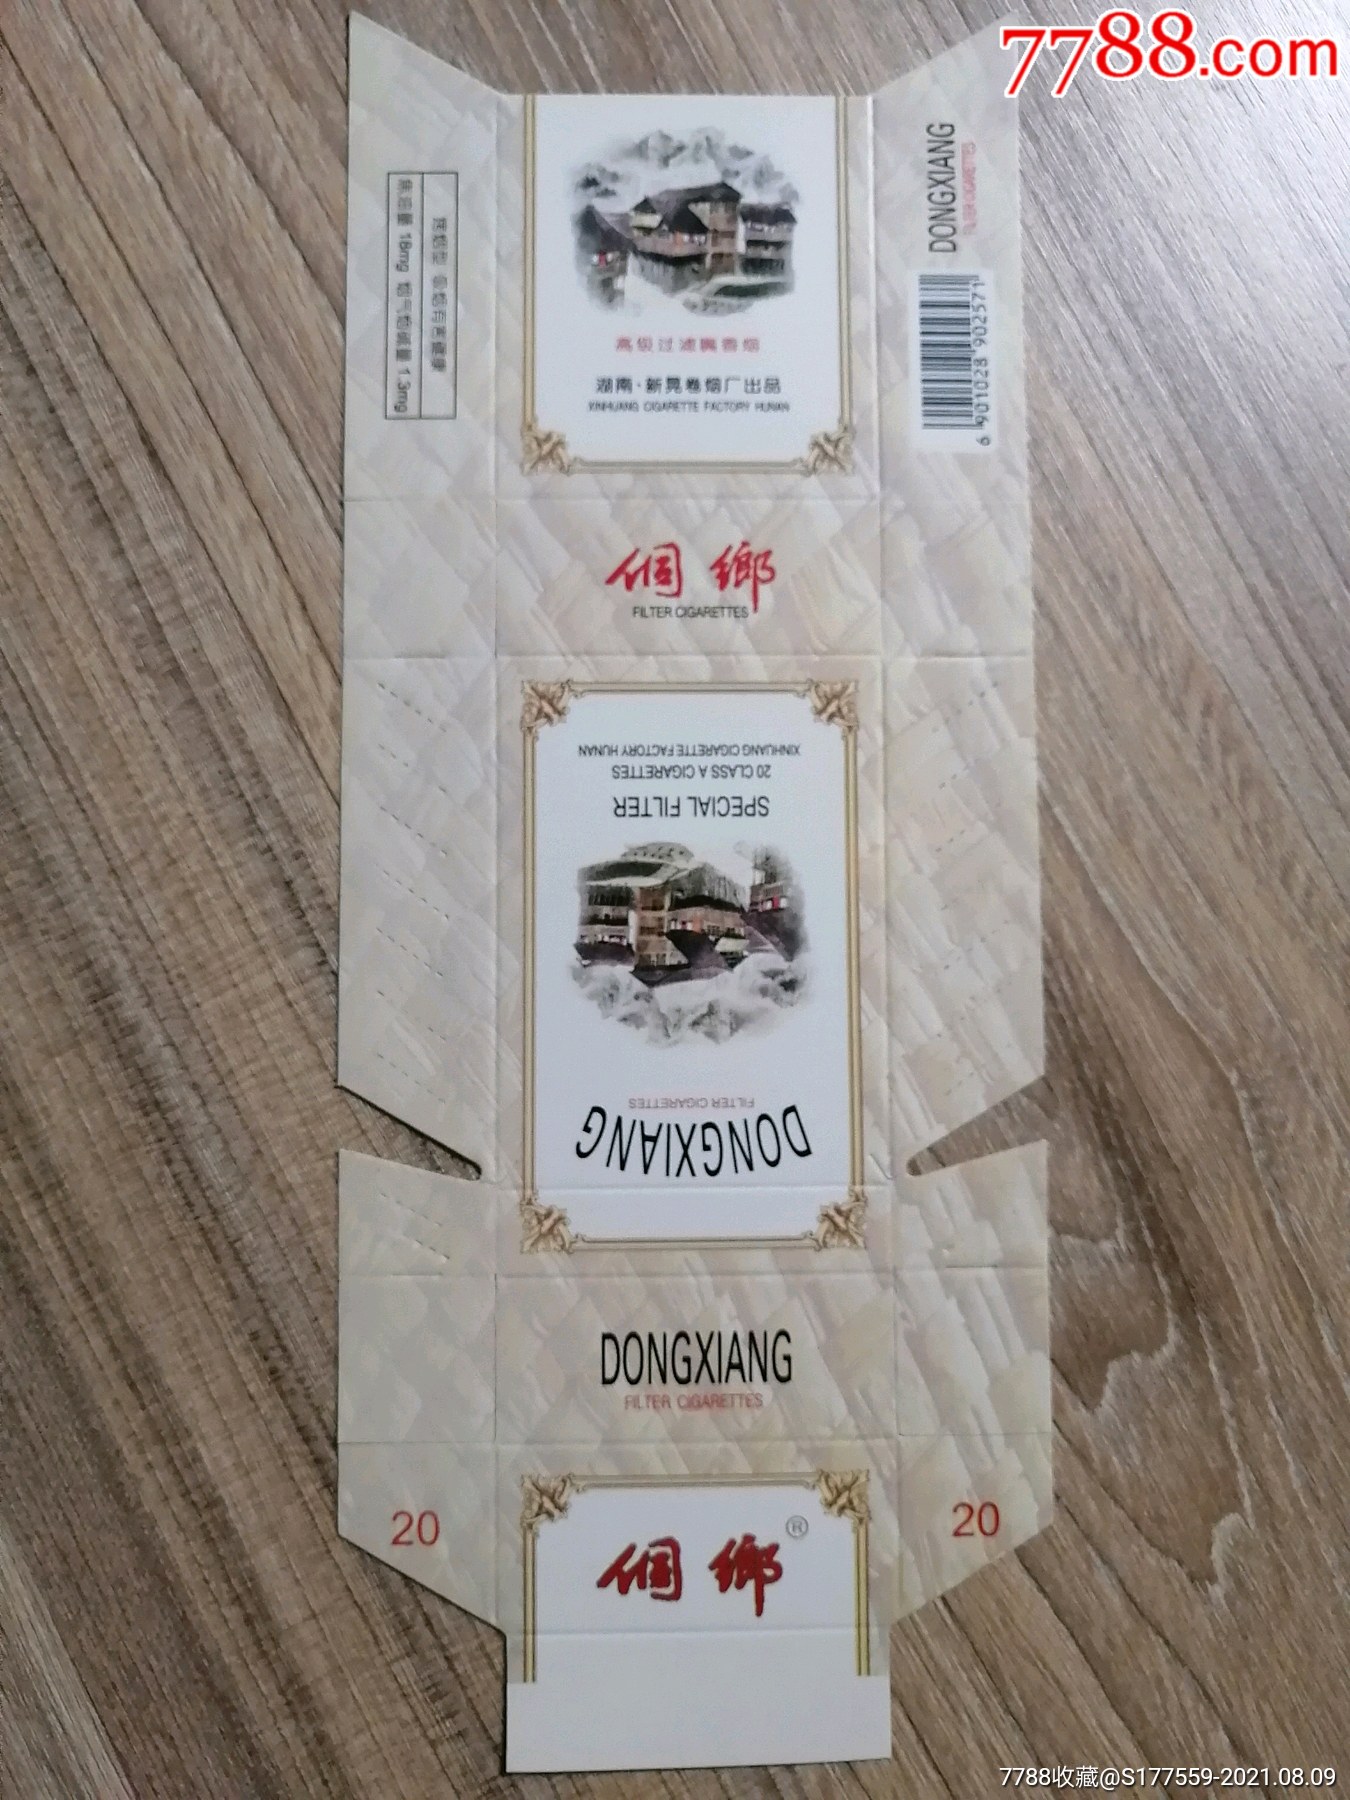 7788.com
DONGXIANG
FILTER CIGARETTES
6 901028 902571
烤烟型 吸烟有害健康
焦油量 18mg 烟气烟碱量 1.3mg
高级过滤嘴香烟
湖南·新晃卷烟厂出品
XINHUANG CIGARETTE FACTORY HUNAN
侗鄉
FILTER CIGARETTES
XINHUANG CIGARETTE FACTORY HUNAN
20 CLASS A CIGARETTES
SPECIAL FILTER
FILTER CIGARETTES
DONGXIANG
DONGXIANG
FILTER CIGARETTES
20
20
侗鄉®
7788收藏@S177559-2021.08.09